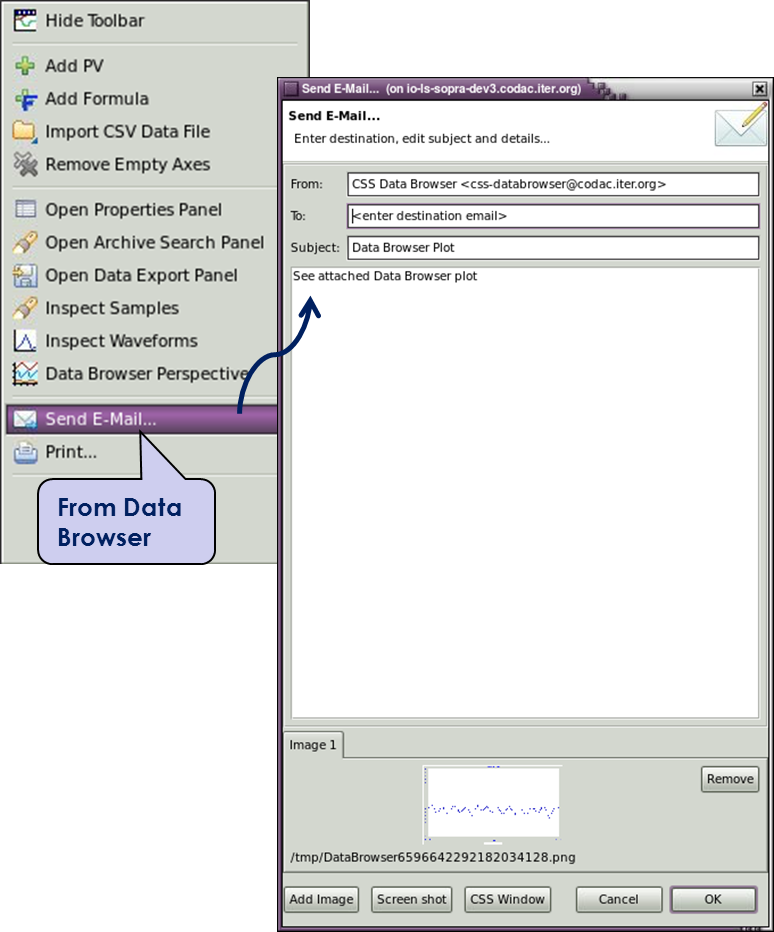 Hide Toolbar
Add PV
Add Formula
Import CSV Data File
Remove Empty Axes
Open Properties Panel
Open Archive Search Panel
Open Data Export Panel
Inspect Samples
Inspect Waveforms
Data Browser Perspective
Send E-Mail...
Print...
From Data
Browser
Send E-Mail... (on io-ls-sopra-dev3.codac.iter.org)
Send E-Mail...
Enter destination, edit subject and details...
From: CSS Data Browser <css-databrowser@codac.iter.org>
To: <enter destination email>
Subject: Data Browser Plot
See attached Data Browser plot
Image 1
Remove
/tmp/DataBrowser6596642292182034128.png
Add Image Screen shot CSS Window Cancel OK